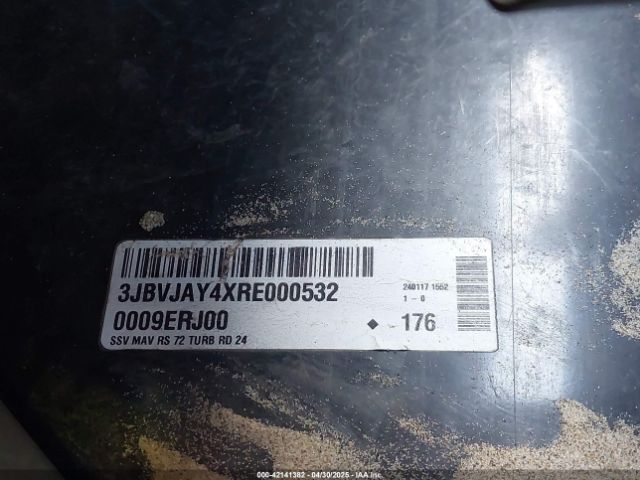 3JBVJAY4XRE000532
240117 1552
1 - 0
0009ERJ00
◆ 176
SSV MAV RS 72 TURB RD 24
000-42141382 - 04/30/2025 - © IAA, Inc.